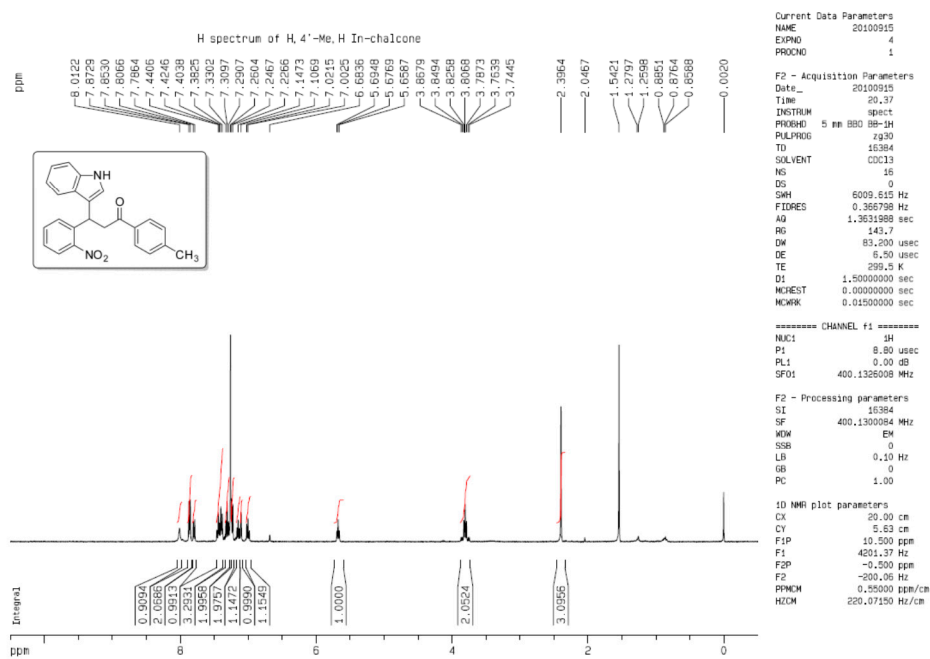 H spectrum of H, 4'-Me, H In-chalcone
ppm
8.0122
7.8729
7.8530
7.8066
7.7864
7.4406
7.4246
7.4038
7.3825
7.3302
7.3097
7.2907
7.2604
7.2467
7.2266
7.1473
7.1069
7.0215
7.0025
6.6836
5.6948
5.6769
5.6587
3.8679
3.8494
3.8258
3.8068
3.7873
3.7639
3.7445
2.3964
2.0467
1.5421
1.2797
1.2598
0.8851
0.8764
0.8588
0.0020
NH
O
NO2
CH3
Integral
0.9094
2.0686
0.9913
3.2931
1.9958
1.9757
1.1472
0.9990
1.1549
1.0000
2.0524
3.0956
ppm
8
6
4
2
0
Current Data Parameters
NAME 20100915
EXPNO 4
PROCNO 1
F2 - Acquisition Parameters
Date_ 20100915
Time 20.37
INSTRUM spect
PROBHD 5 mm BBO BB-1H
PULPROG zg30
TD 16384
SOLVENT CDCl3
NS 16
DS 0
SWH 6009.615 Hz
FIDRES 0.366798 Hz
AQ 1.3631988 sec
RG 143.7
DW 83.200 usec
DE 6.50 usec
TE 299.5 K
D1 1.50000000 sec
MCREST 0.00000000 sec
MCWRK 0.01500000 sec
======== CHANNEL f1 ========
NUC1 1H
P1 8.80 usec
PL1 0.00 dB
SFO1 400.1326008 MHz
F2 - Processing parameters
SI 16384
SF 400.1300084 MHz
WDW EM
SSB 0
LB 0.10 Hz
GB 0
PC 1.00
1D NMR plot parameters
CX 20.00 cm
CY 5.63 cm
F1P 10.500 ppm
F1 4201.37 Hz
F2P -0.500 ppm
F2 -200.06 Hz
PPMCM 0.55000 ppm/cm
HZCM 220.07150 Hz/cm